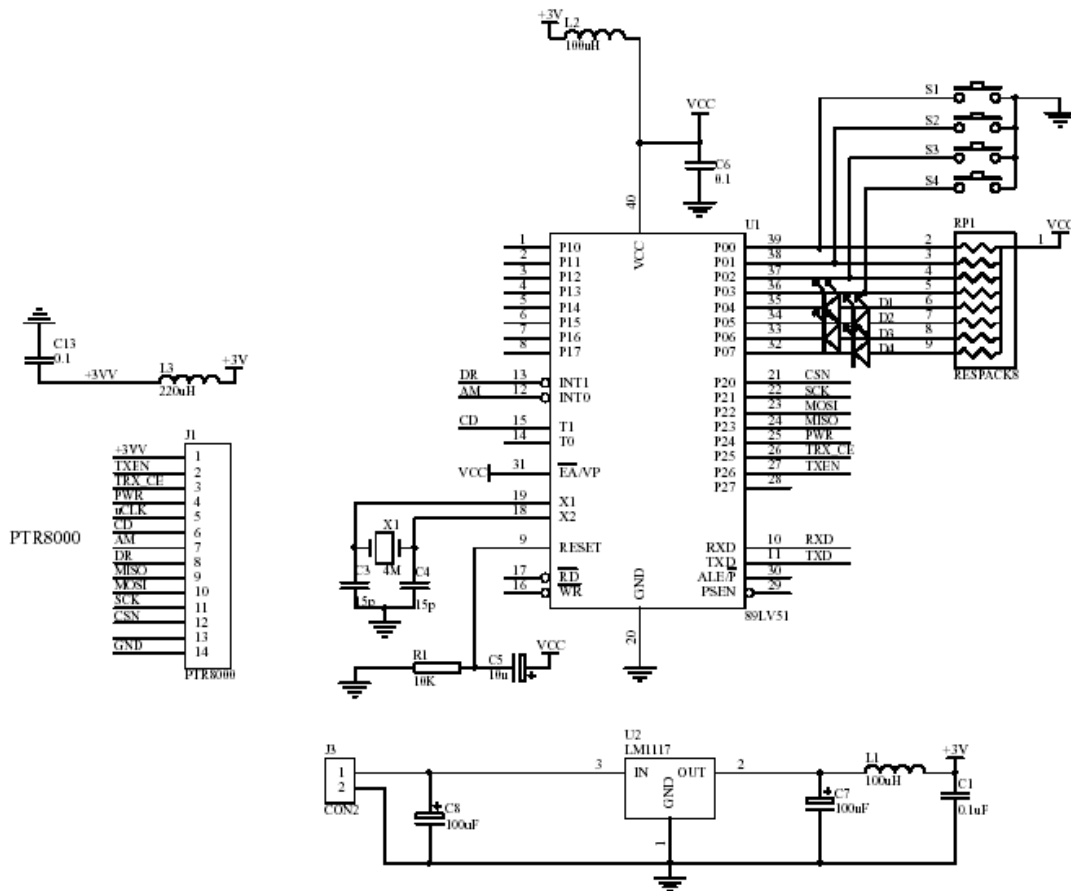 +3V
L2
100uH
VCC
C6
0.1
40
S1
S2
S3
S4
U1
RP1
VCC
1
1 P10
2 P11
3 P12
4 P13
5 P14
6 P15
7 P16
8 P17
VCC
P00 39 2
P01 38 3
P02 37 4
P03 36 5
P04 35 D1 6
P05 34 D2 7
P06 33 D3 8
P07 32 D4 9
RESPACK8
DR 13 INT1
AM 12 INT0
CD 15 T1
14 T0
VCC 31 EA/VP
19 X1
18 X2
9 RESET
17 RD
16 WR
P20 21 CSN
P21 22 SCK
P22 23 MOSI
P23 24 MISO
P24 25 PWR
P25 26 TRX_CE
P26 27 TXEN
P27 28
RXD 10 RXD
TXD 11 TXD
ALE/P 30
PSEN 29
GND
20
89LV51
C13
0.1
+3VV
L3
220uH
+3V
J1
PTR8000
+3VV 1
TXEN 2
TRX_CE 3
PWR 4
uCLK 5
CD 6
AM 7
DR 8
MISO 9
MOSI 10
SCK 11
CSN 12
13
GND 14
PTR8000
X1
4M
C3
15p
C4
15p
R1
10K
C5
10u
+
VCC
J3
1
2
CON2
+
C8
100uF
U2
LM1117
3 IN OUT 2
GND
1
+
C7
100uF
L1
100uH
+3V
C1
0.1uF